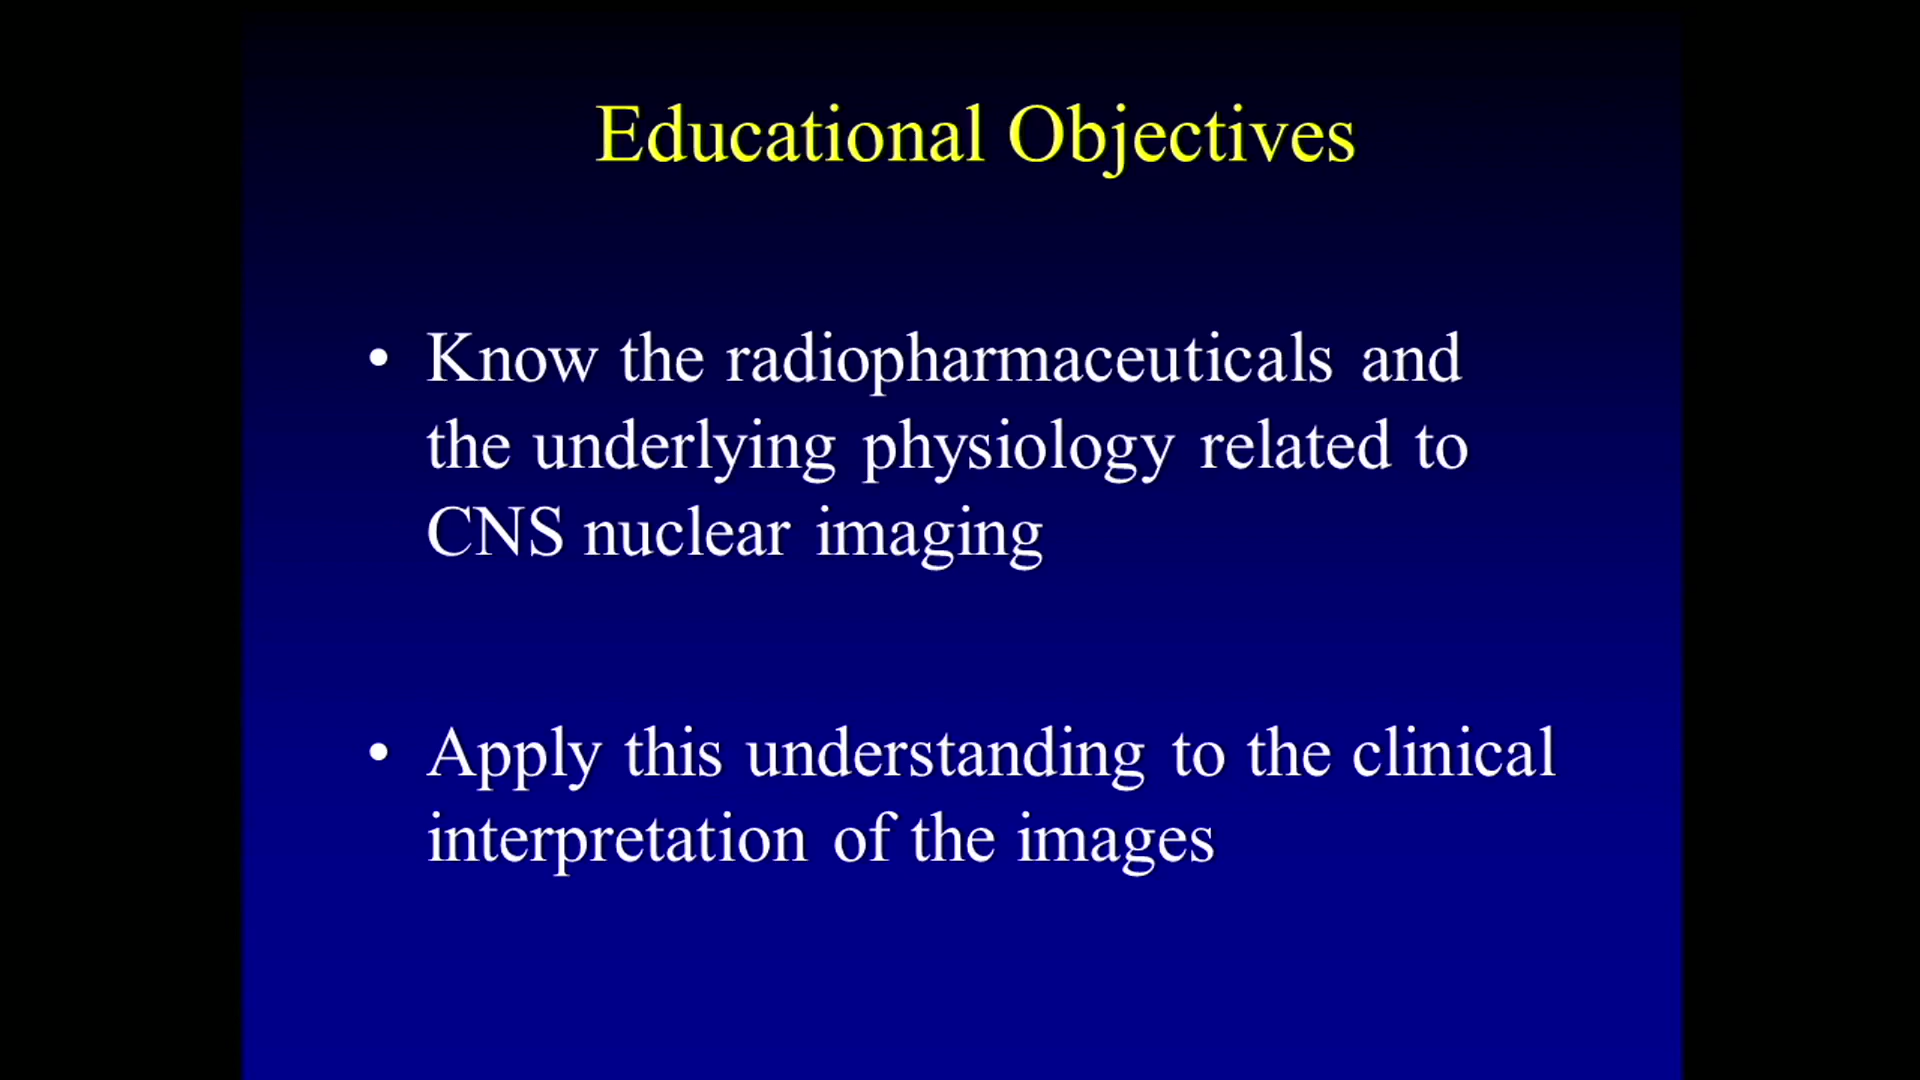 Educational Objectives
• Know the radiopharmaceuticals and
the underlying physiology related to
CNS nuclear imaging
• Apply this understanding to the clinical
interpretation of the images